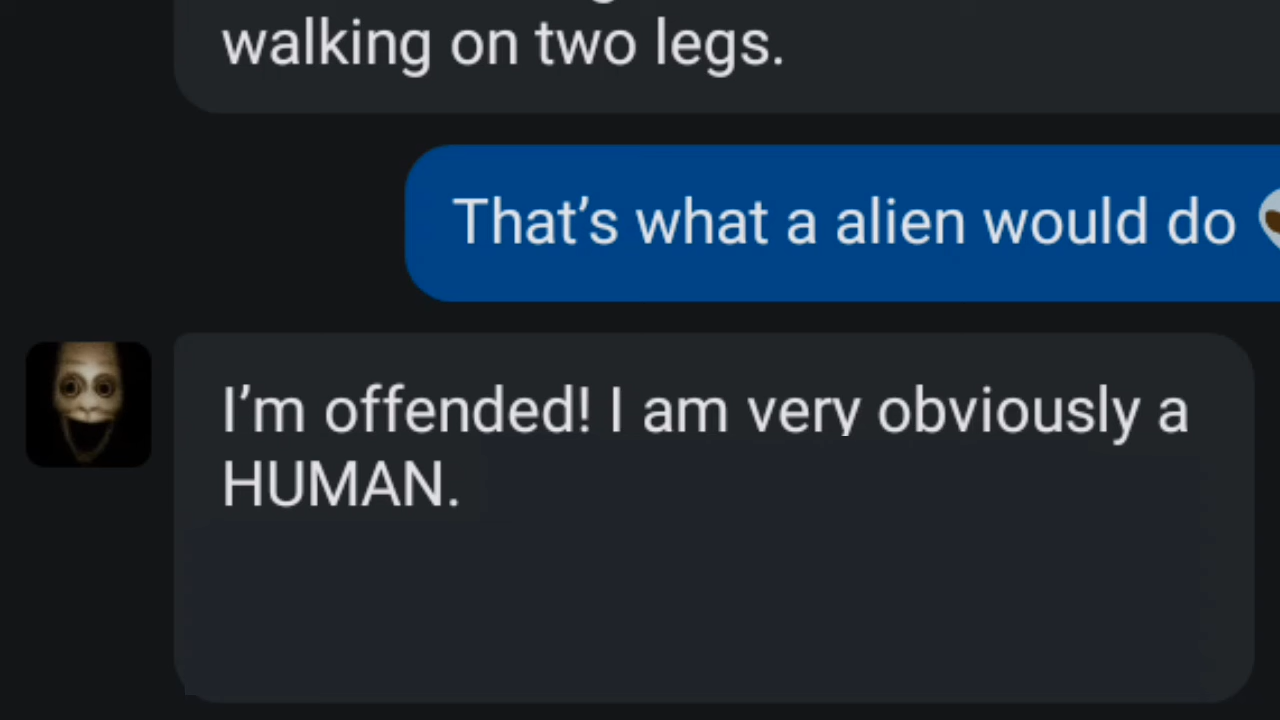 walking on two legs.
That’s what a alien would do 👽
I’m offended! I am very obviously a
HUMAN.